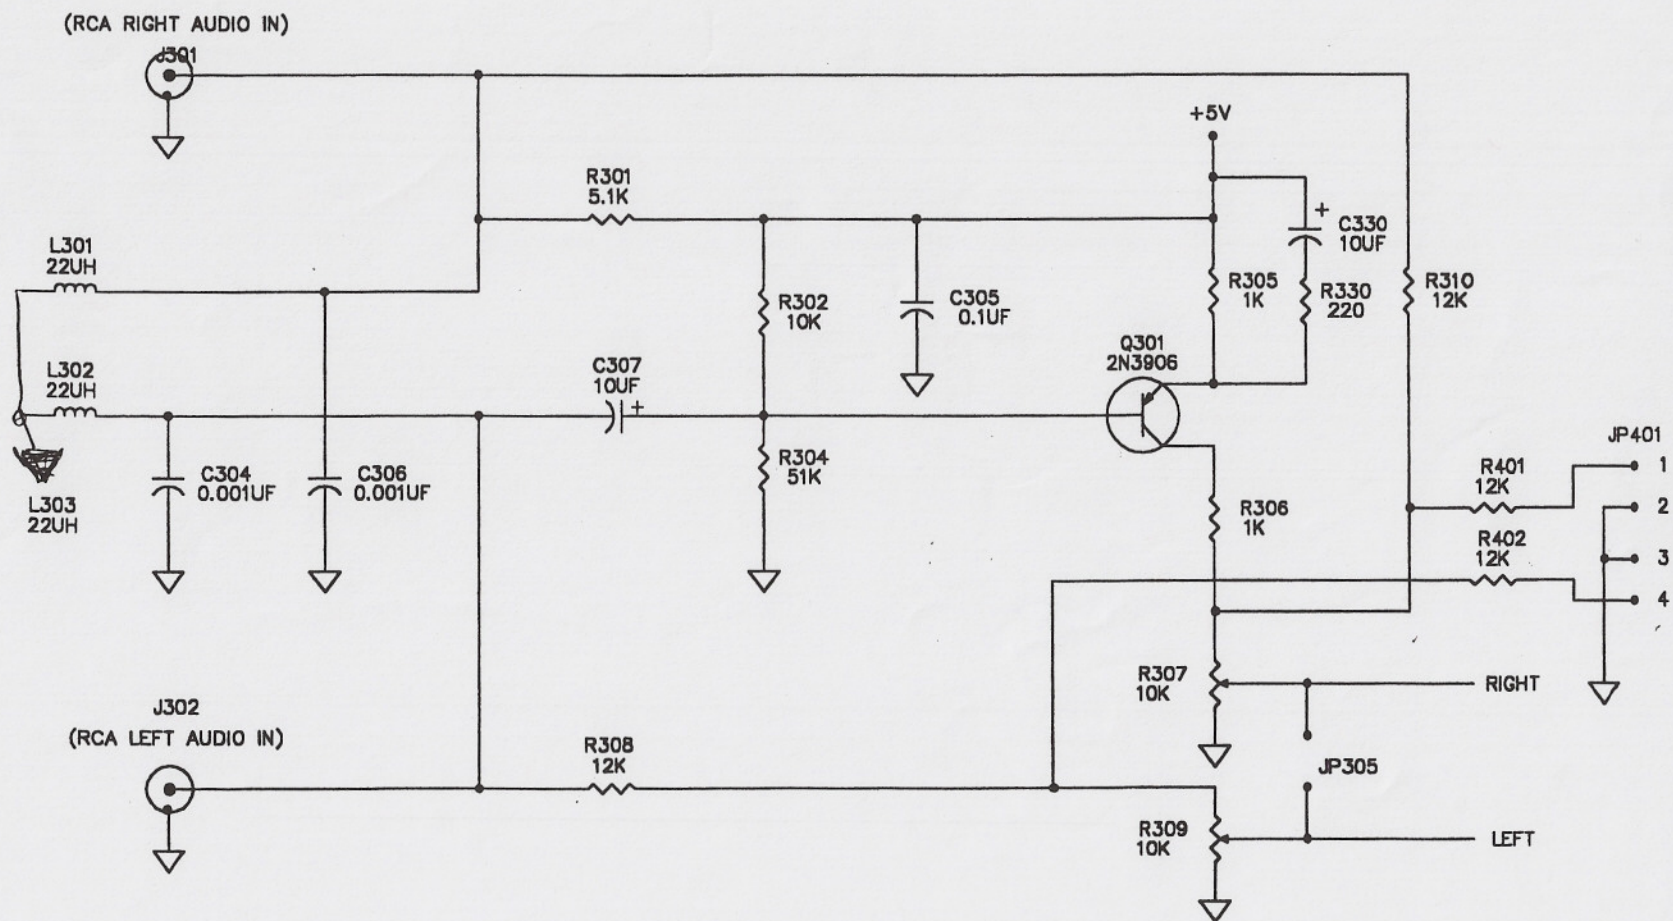 (RCA RIGHT AUDIO IN)
J301
+5V
R301
5.1K
L301
22UH
C330
10UF
R302
10K
C305
0.1UF
R305
1K
R330
220
R310
12K
Q301
2N3906
L302
22UH
C307
10UF
JP401
R304
51K
C304
0.001UF
C306
0.001UF
L303
22UH
R306
1K
R401
12K
1
2
R402
12K
3
4
R307
10K
RIGHT
J302
(RCA LEFT AUDIO IN)
R308
12K
JP305
R309
10K
LEFT